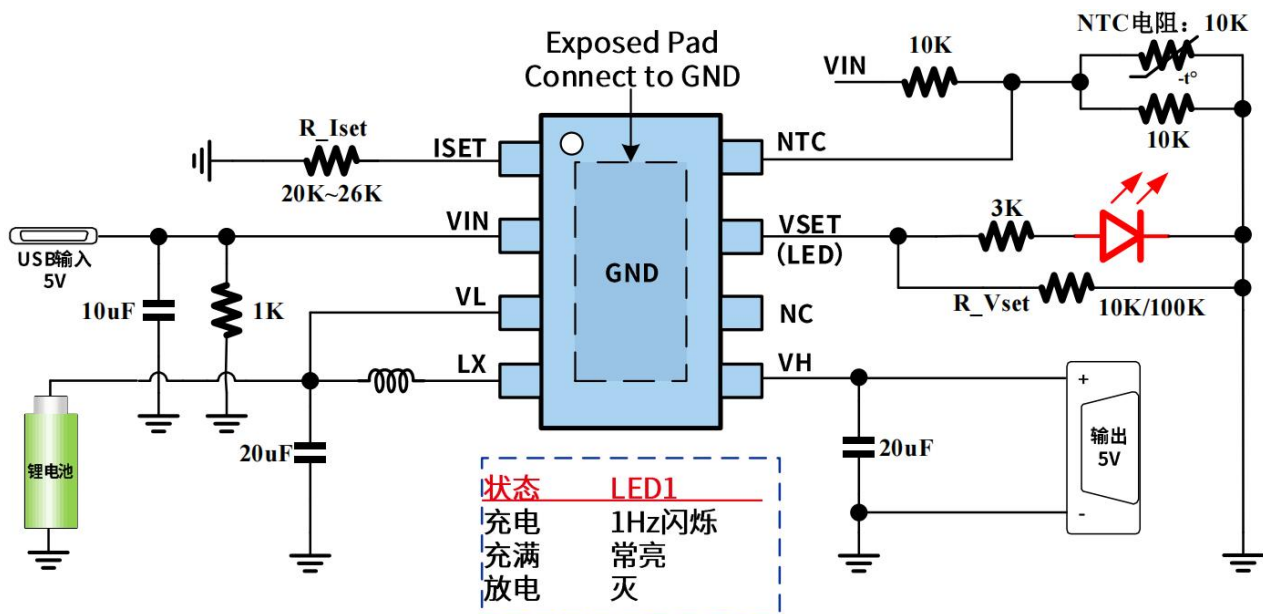 NTC电阻：10K
Exposed Pad
Connect to GND
VIN
10K
-t°
10K
R_Iset
ISET
20K~26K
NTC
VIN
USB输入
5V
VSET
(LED)
3K
GND
10uF
1K
VL
NC
R_Vset
10K/100K
LX
VH
+
锂电池
20uF
20uF
输出
5V
-
状态 LED1
充电 1Hz闪烁
充满 常亮
放电 灭